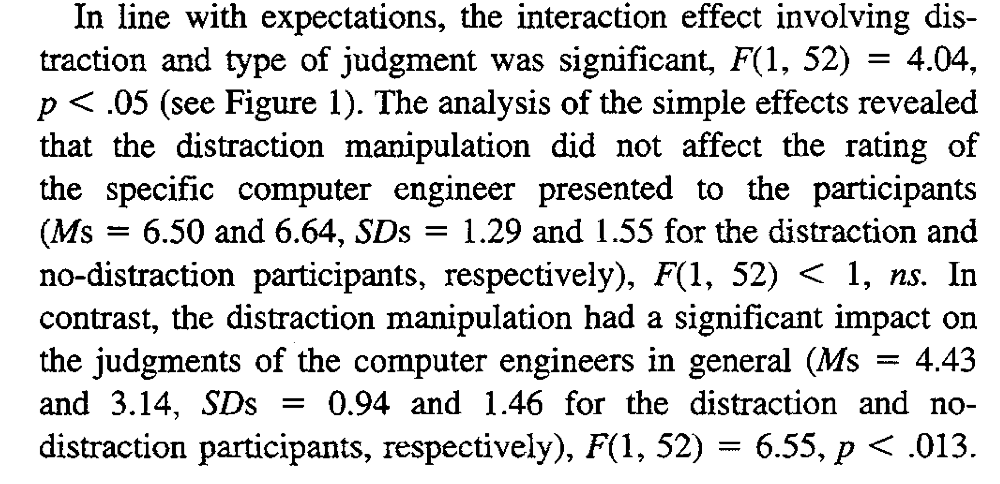 In line with expectations, the interaction effect involving dis-
traction and type of judgment was significant, F(1, 52) = 4.04,
p < .05 (see Figure 1). The analysis of the simple effects revealed
that the distraction manipulation did not affect the rating of
the specific computer engineer presented to the participants
(Ms = 6.50 and 6.64, SDs = 1.29 and 1.55 for the distraction and
no-distraction participants, respectively), F(1, 52) < 1, ns. In
contrast, the distraction manipulation had a significant impact on
the judgments of the computer engineers in general (Ms = 4.43
and 3.14, SDs = 0.94 and 1.46 for the distraction and no-
distraction participants, respectively), F(1, 52) = 6.55, p < .013.